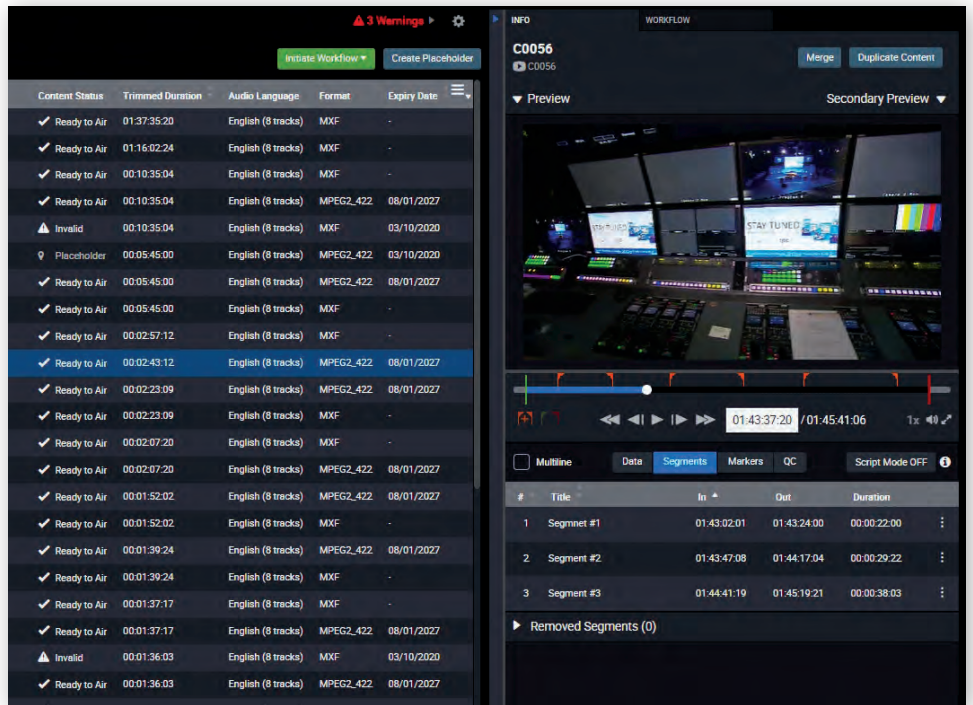 3 Warnings
Initiate Workflow
Create Placeholder
Content Status Trimmed Duration Audio Language Format Expiry Date
Ready to Air 01:37:35:20 English (8 tracks) MXF -
Ready to Air 01:16:02:24 English (8 tracks) MXF -
Ready to Air 00:10:35:04 English (8 tracks) MXF -
Ready to Air 00:10:35:04 English (8 tracks) MPEG2_422 08/01/2027
Invalid 00:10:35:04 English (8 tracks) MXF 03/10/2020
Placeholder 00:05:45:00 English (8 tracks) MPEG2_422 03/10/2020
Ready to Air 00:05:45:00 English (8 tracks) MPEG2_422 08/01/2027
Ready to Air 00:05:45:00 English (8 tracks) MXF -
Ready to Air 00:02:57:12 English (8 tracks) MXF -
Ready to Air 00:02:43:12 English (8 tracks) MPEG2_422 08/01/2027
Ready to Air 00:02:23:09 English (8 tracks) MPEG2_422 08/01/2027
Ready to Air 00:02:23:09 English (8 tracks) MXF -
Ready to Air 00:02:07:20 English (8 tracks) MXF -
Ready to Air 00:02:07:20 English (8 tracks) MPEG2_422 08/01/2027
Ready to Air 00:01:52:02 English (8 tracks) MPEG2_422 08/01/2027
Ready to Air 00:01:52:02 English (8 tracks) MXF -
Ready to Air 00:01:39:24 English (8 tracks) MPEG2_422 08/01/2027
Ready to Air 00:01:39:24 English (8 tracks) MXF -
Ready to Air 00:01:37:17 English (8 tracks) MXF -
Ready to Air 00:01:37:17 English (8 tracks) MPEG2_422 08/01/2027
Invalid 00:01:36:03 English (8 tracks) MXF 03/10/2020
Ready to Air 00:01:36:03 English (8 tracks) MPEG2_422 08/01/2027
INFO WORKFLOW
C0056
C0056
Merge Duplicate Content
Preview Secondary Preview
STAY TUNED
STAY TUNED
01:43:37:20 / 01:45:41:06 1x
Multiline Data Segments Markers QC Script Mode OFF
# Title In Out Duration
1 Segmnet #1 01:43:02:01 01:43:24:00 00:00:22:00
2 Segment #2 01:43:47:08 01:44:17:04 00:00:29:22
3 Segment #3 01:44:41:19 01:45:19:21 00:00:38:03
Removed Segments (0)